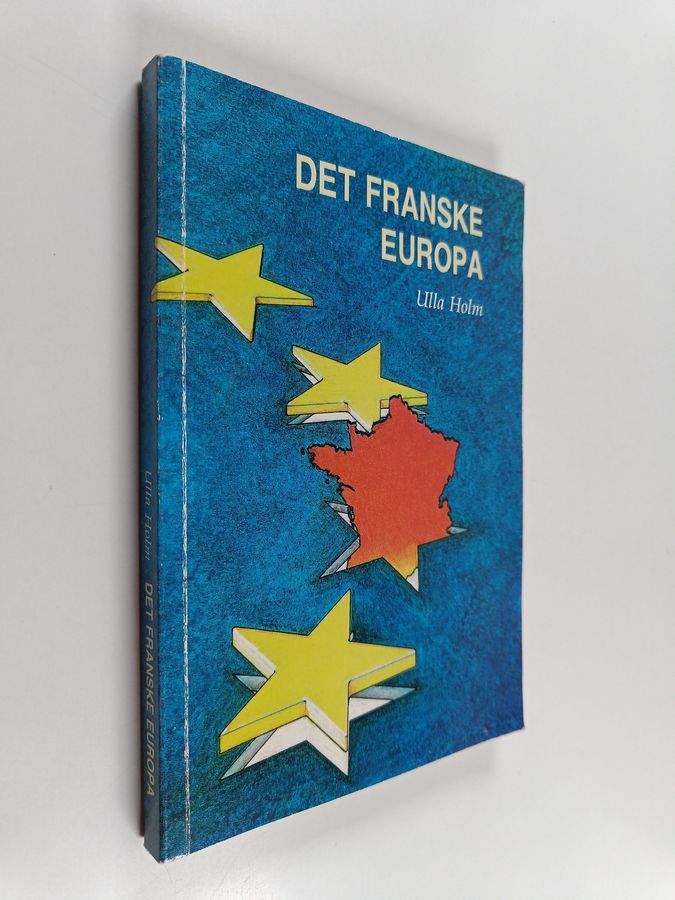 DET FRANSKE
EUROPA
Ulla Holm
Ulla Holm DET FRANSKE EUROPA